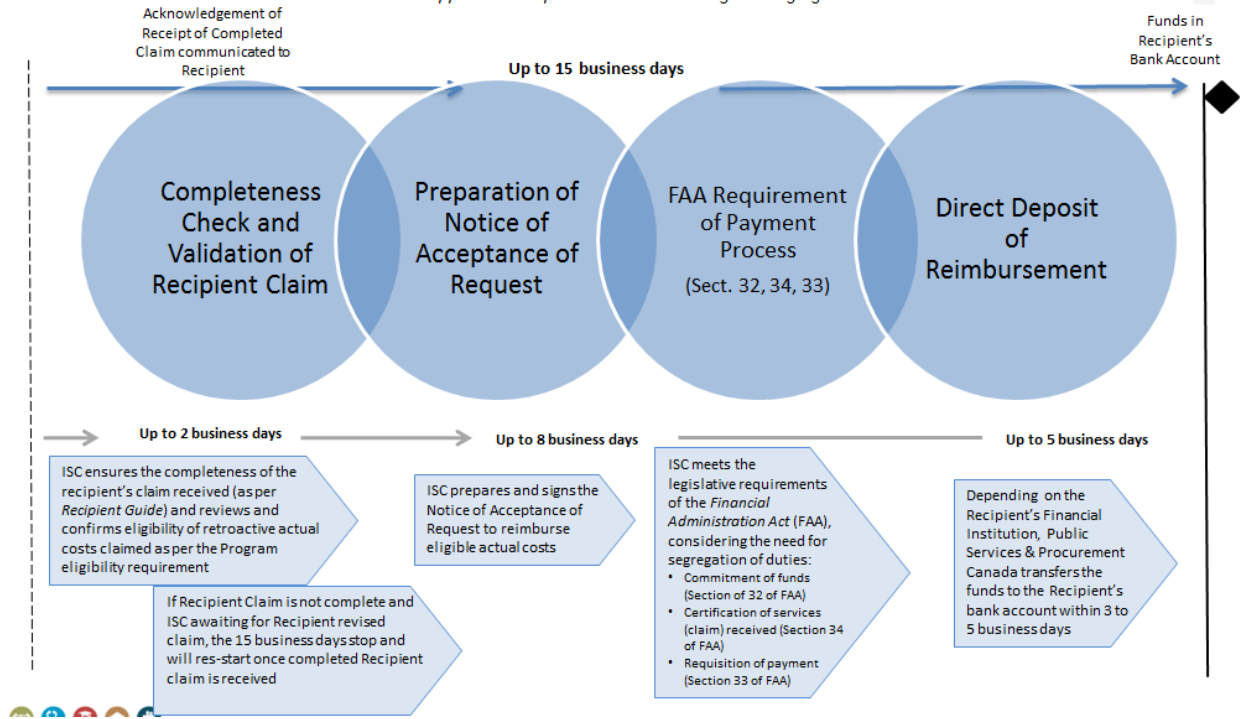 Acknowledgement of
Receipt of Completed
Claim communicated to
Recipient
Up to 15 business days
Funds in
Recipient's
Bank Account
Completeness
Check and
Validation of
Recipient Claim
Preparation of
Notice of
Acceptance of
Request
FAA Requirement
of Payment
Process
(Sect. 32, 34, 33)
Direct Deposit
of
Reimbursement
Up to 2 business days
Up to 8 business days
Up to 5 business days
ISC ensures the completeness of the
recipient's claim received (as per
Recipient Guide) and reviews and
confirms eligibility of retroactive actual
costs claimed as per the Program
eligibility requirement
If Recipient Claim is not complete and
ISC awaiting for Recipient revised
claim, the 15 business days stop and
will res-start once completed Recipient
claim is received
ISC prepares and signs the
Notice of Acceptance of
Request to reimburse
eligible actual costs
ISC meets the
legislative requirements
of the Financial
Administration Act (FAA),
considering the need for
segregation of duties:
• Commitment of funds
(Section of 32 of FAA)
• Certification of services
(claim) received (Section 34
of FAA)
• Requisition of payment
(Section 33 of FAA)
Depending on the
Recipient's Financial
Institution, Public
Services & Procurement
Canada transfers the
funds to the Recipient's
bank account within 3 to
5 business days